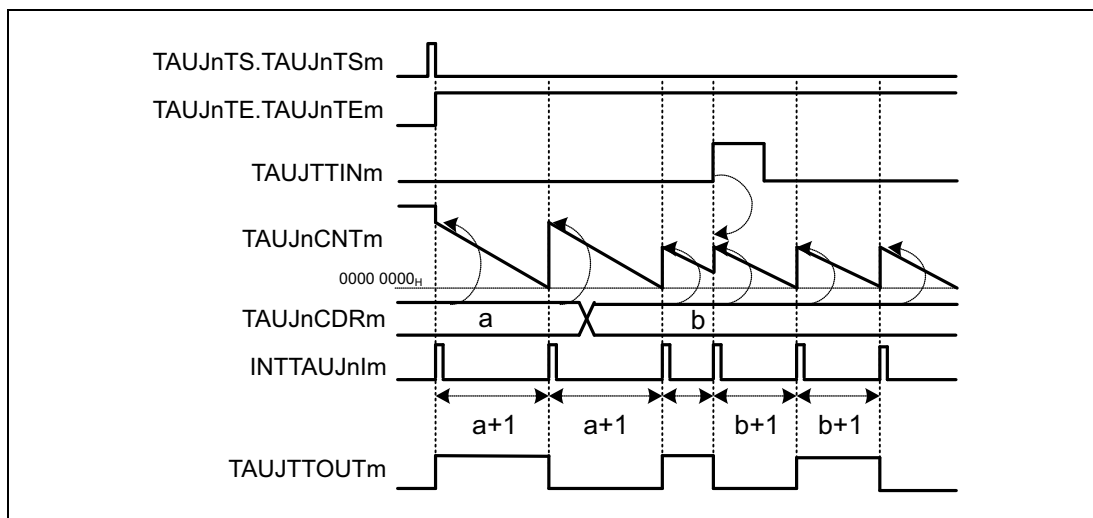 TAUJnTS.TAUJnTSm
TAUJnTE.TAUJnTEm
TAUJTTINm
TAUJnCNTm
0000 0000H
TAUJnCDRm
a
b
INTTAUJnIm
a+1
a+1
b+1
b+1
TAUJTTOUTm